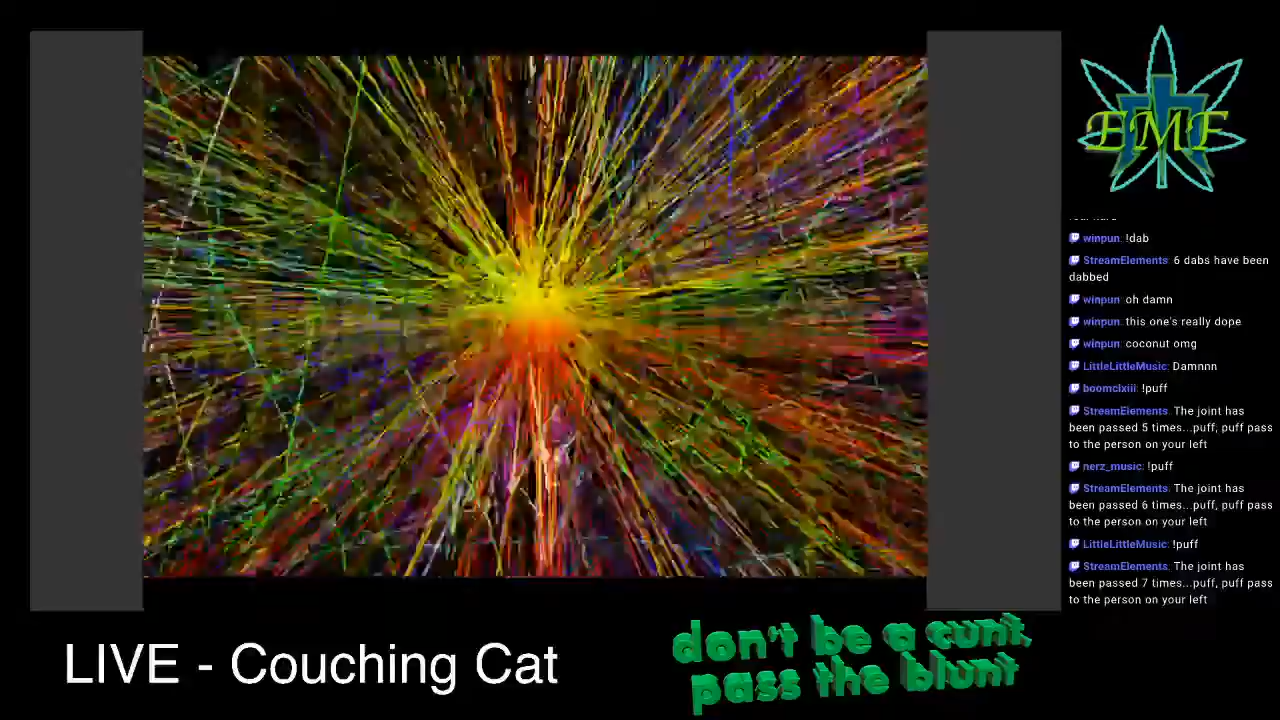 EMF
winpun: !dab
StreamElements: 6 dabs have been
dabbed
winpun: oh damn
winpun: this one's really dope
winpun: coconut omg
LittleLittleMusic: Damnnn
boomclxiii: !puff
StreamElements: The joint has
been passed 5 times...puff, puff pass
to the person on your left
nerz_music: !puff
StreamElements: The joint has
been passed 6 times...puff, puff pass
to the person on your left
LittleLittleMusic: !puff
StreamElements: The joint has
been passed 7 times...puff, puff pass
to the person on your left
LIVE - Couching Cat
don't be a cunt,
pass the blunt